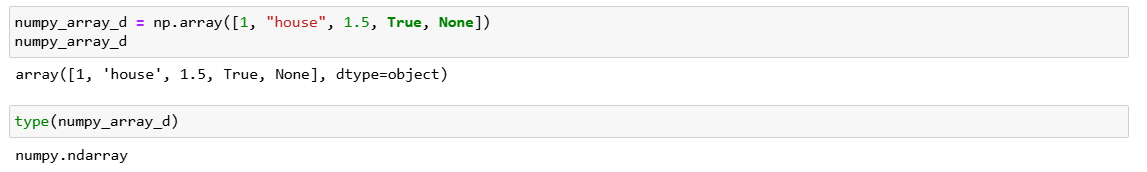 numpy_array_d = np.array([1, "house", 1.5, True, None])
numpy_array_d
array([1, 'house', 1.5, True, None], dtype=object)
type(numpy_array_d)
numpy.ndarray